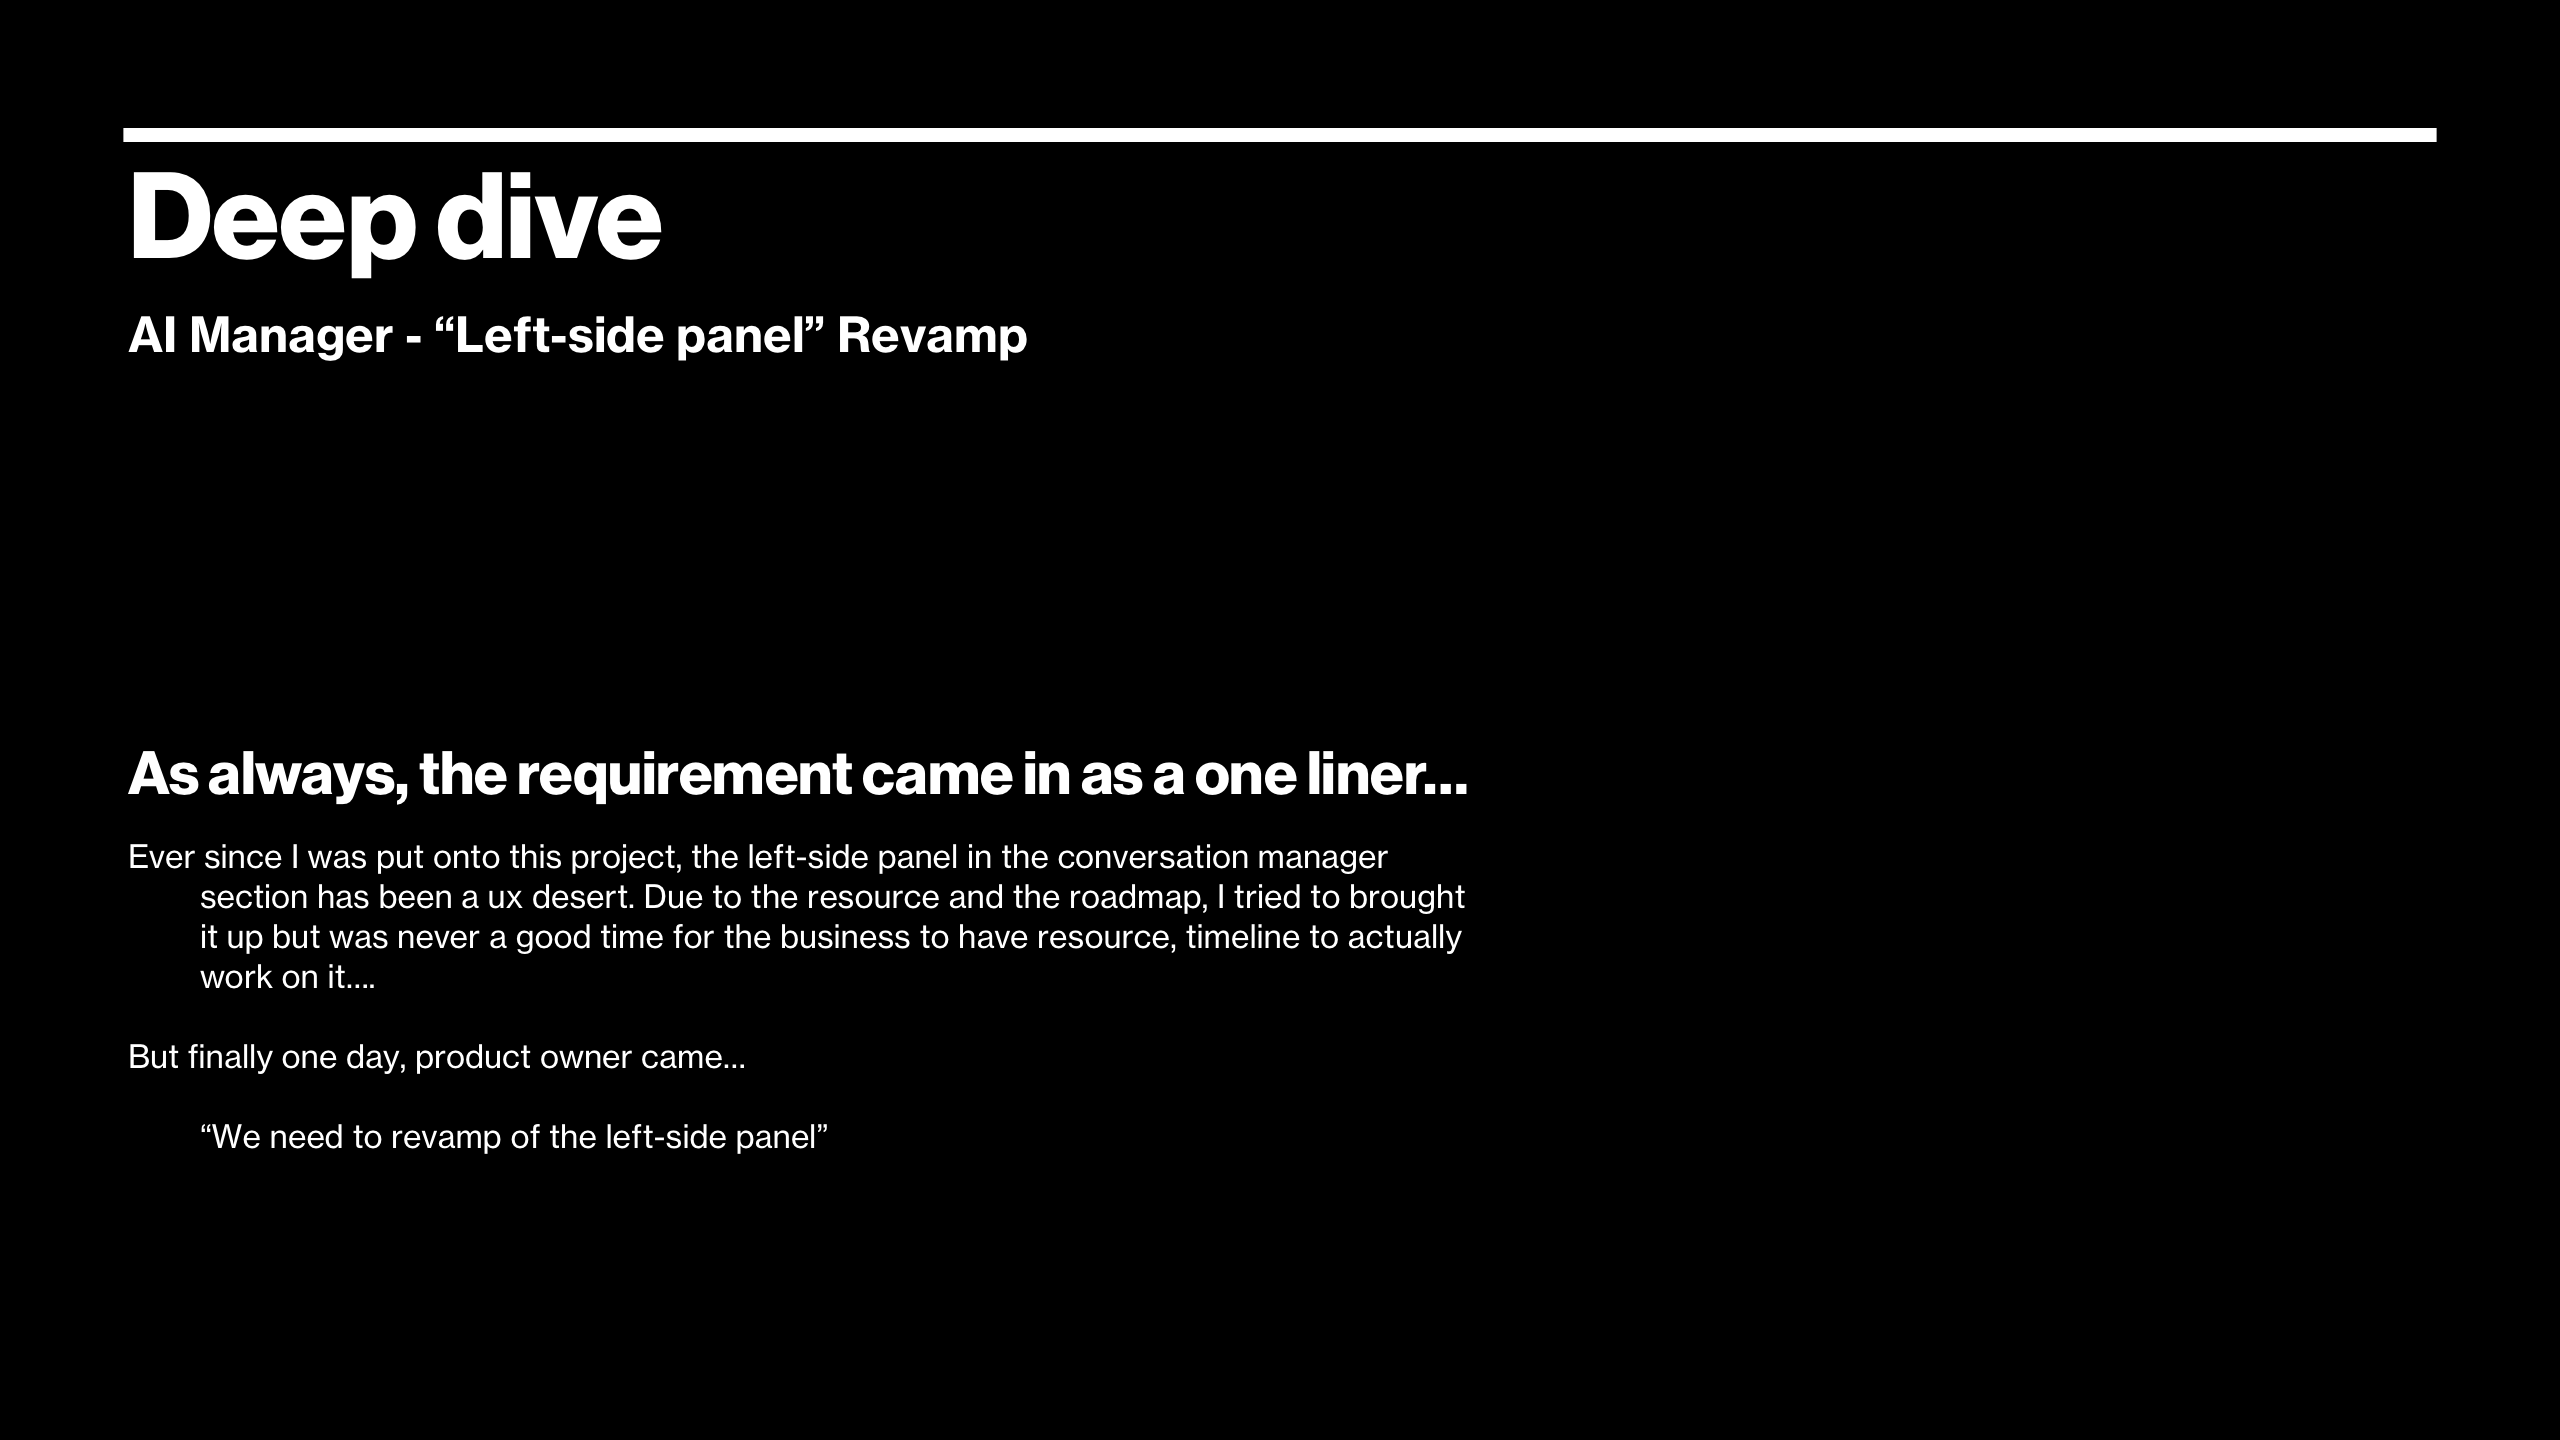 Deep dive
AI Manager - “Left-side panel” Revamp
As always, the requirement came in as a one liner...
Ever since I was put onto this project, the left-side panel in the conversation manager
section has been a ux desert. Due to the resource and the roadmap, I tried to brought
it up but was never a good time for the business to have resource, timeline to actually
work on it....
But finally one day, product owner came...
“We need to revamp of the left-side panel”